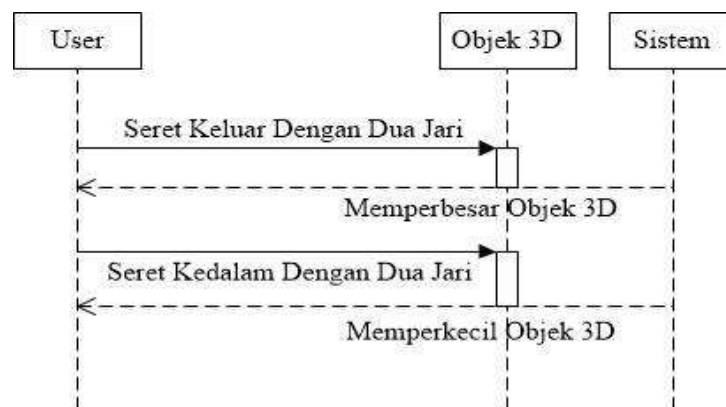 User
Objek 3D
Sistem
Seret Keluar Dengan Dua Jari
Memperbesar Objek 3D
Seret Kedalam Dengan Dua Jari
Memperkecil Objek 3D